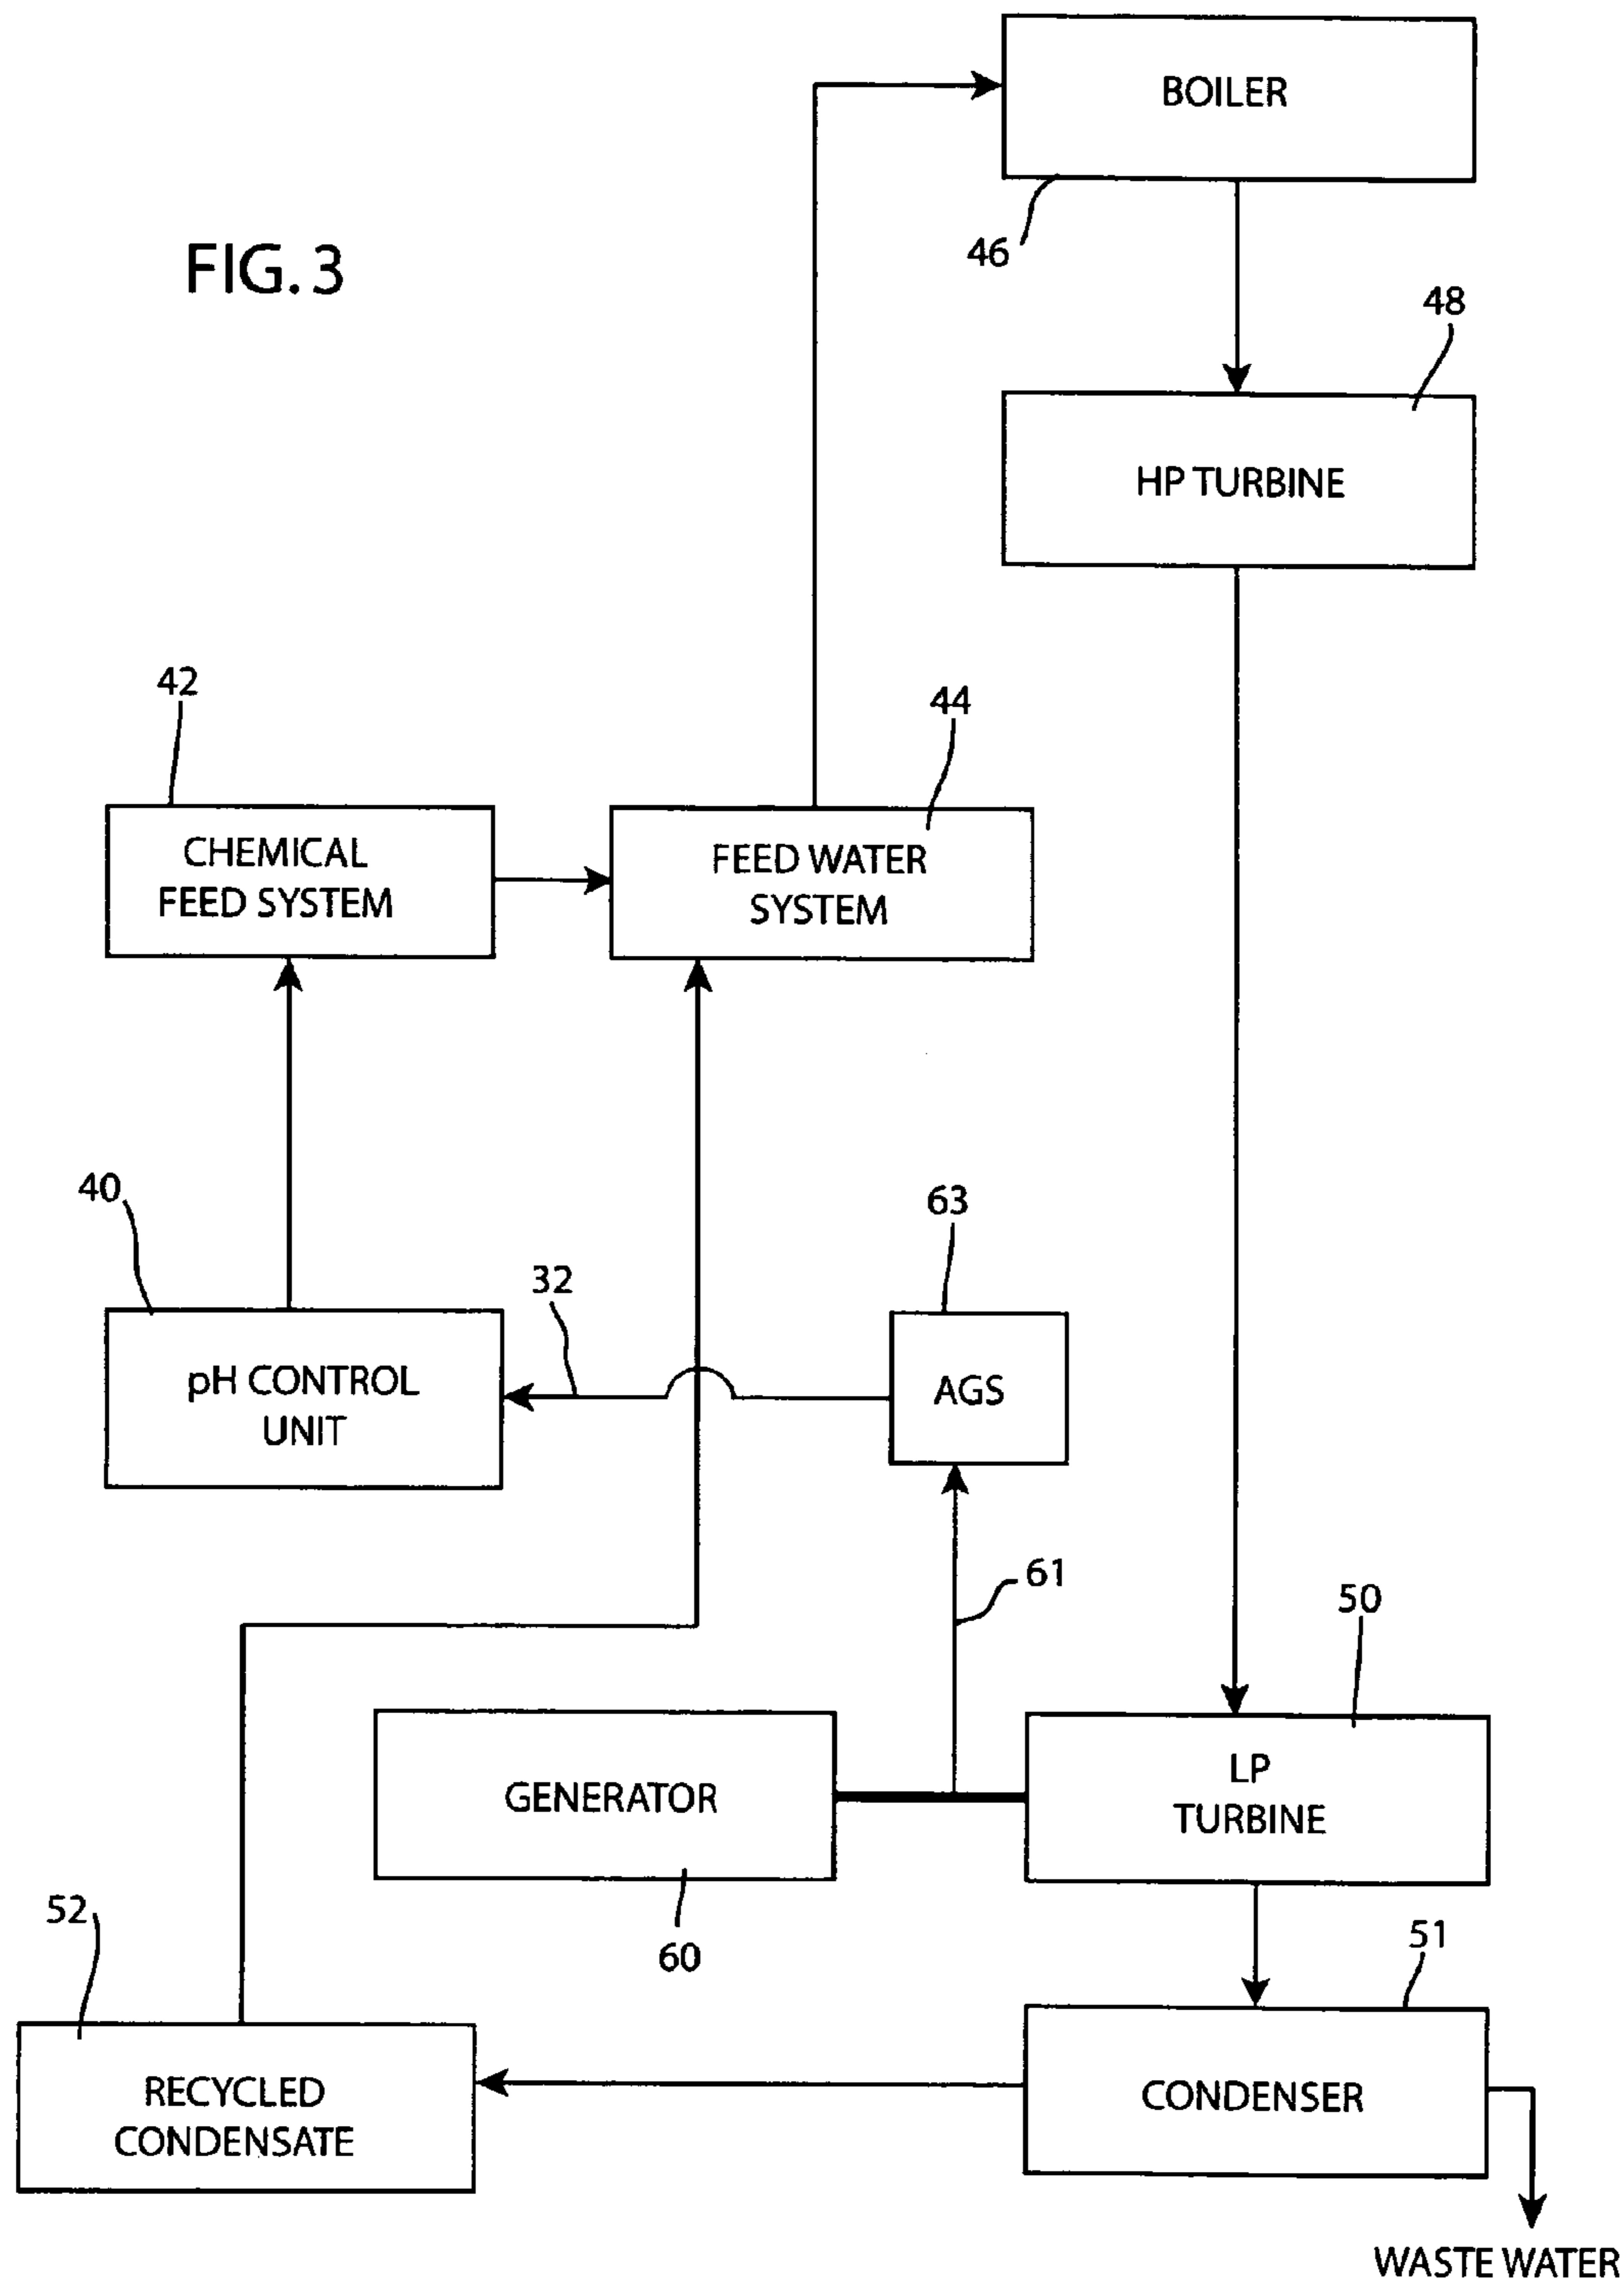 BOILER
46
FIG. 3
48
HP TURBINE
42
44
CHEMICAL
FEED SYSTEM
FEED WATER
SYSTEM
40
63
32
pH CONTROL
UNIT
AGS
61
50
LP
TURBINE
GENERATOR
60
52
51
RECYCLED
CONDENSATE
CONDENSER
WASTE WATER